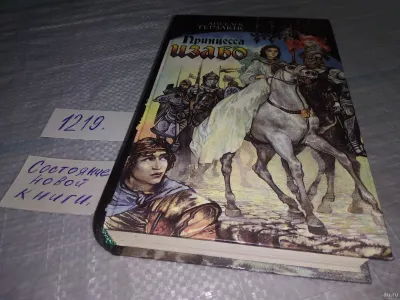 Принцесса
ИЗАБО
1219.
Состояние
новой
книги.